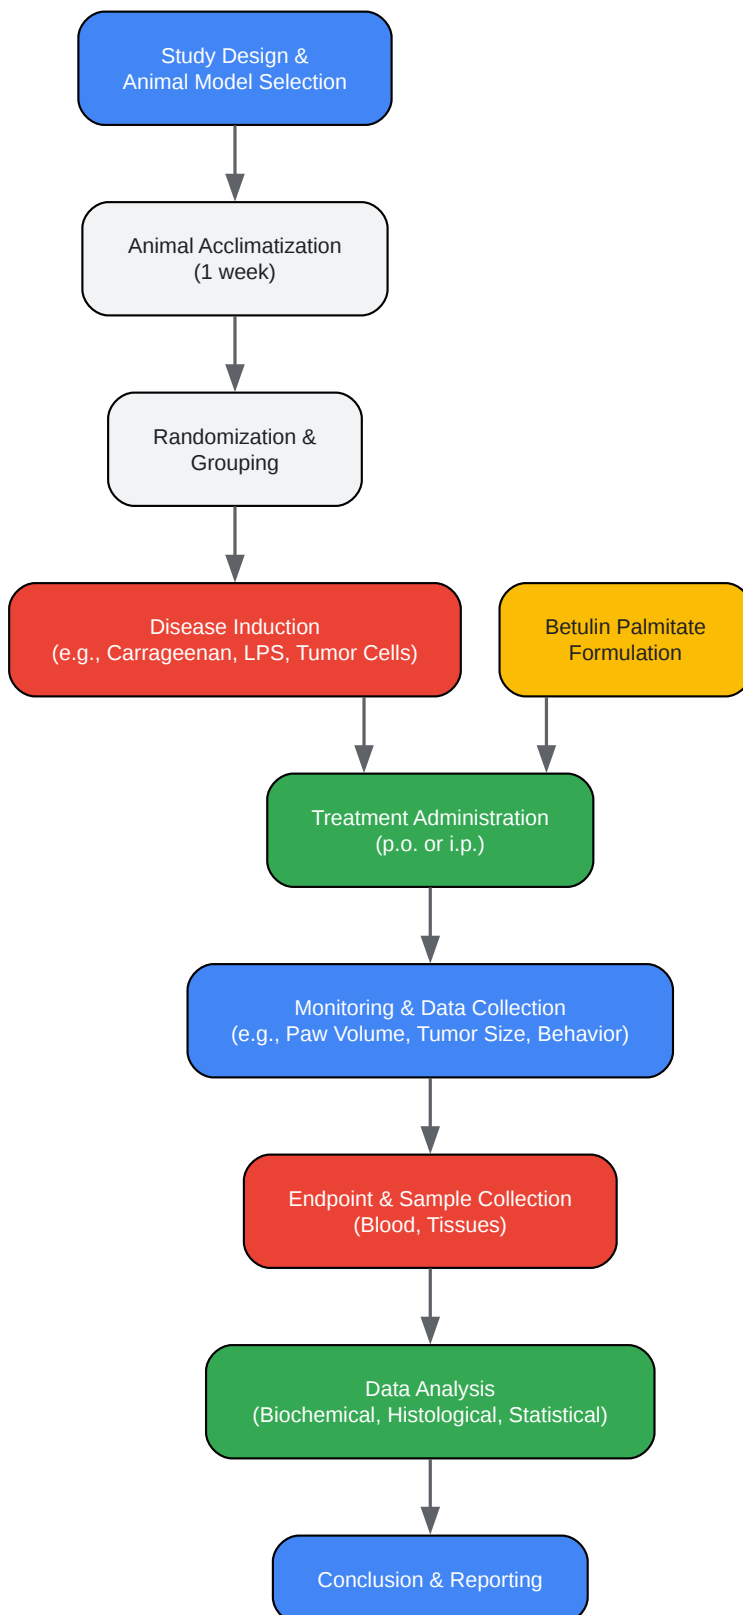 Study Design &
Animal Model Selection
Animal Acclimatization
(1 week)
Randomization &
Grouping
Disease Induction
(e.g., Carrageenan, LPS, Tumor Cells)
Betulin Palmitate
Formulation
Treatment Administration
(p.o. or i.p.)
Monitoring & Data Collection
(e.g., Paw Volume, Tumor Size, Behavior)
Endpoint & Sample Collection
(Blood, Tissues)
Data Analysis
(Biochemical, Histological, Statistical)
Conclusion & Reporting